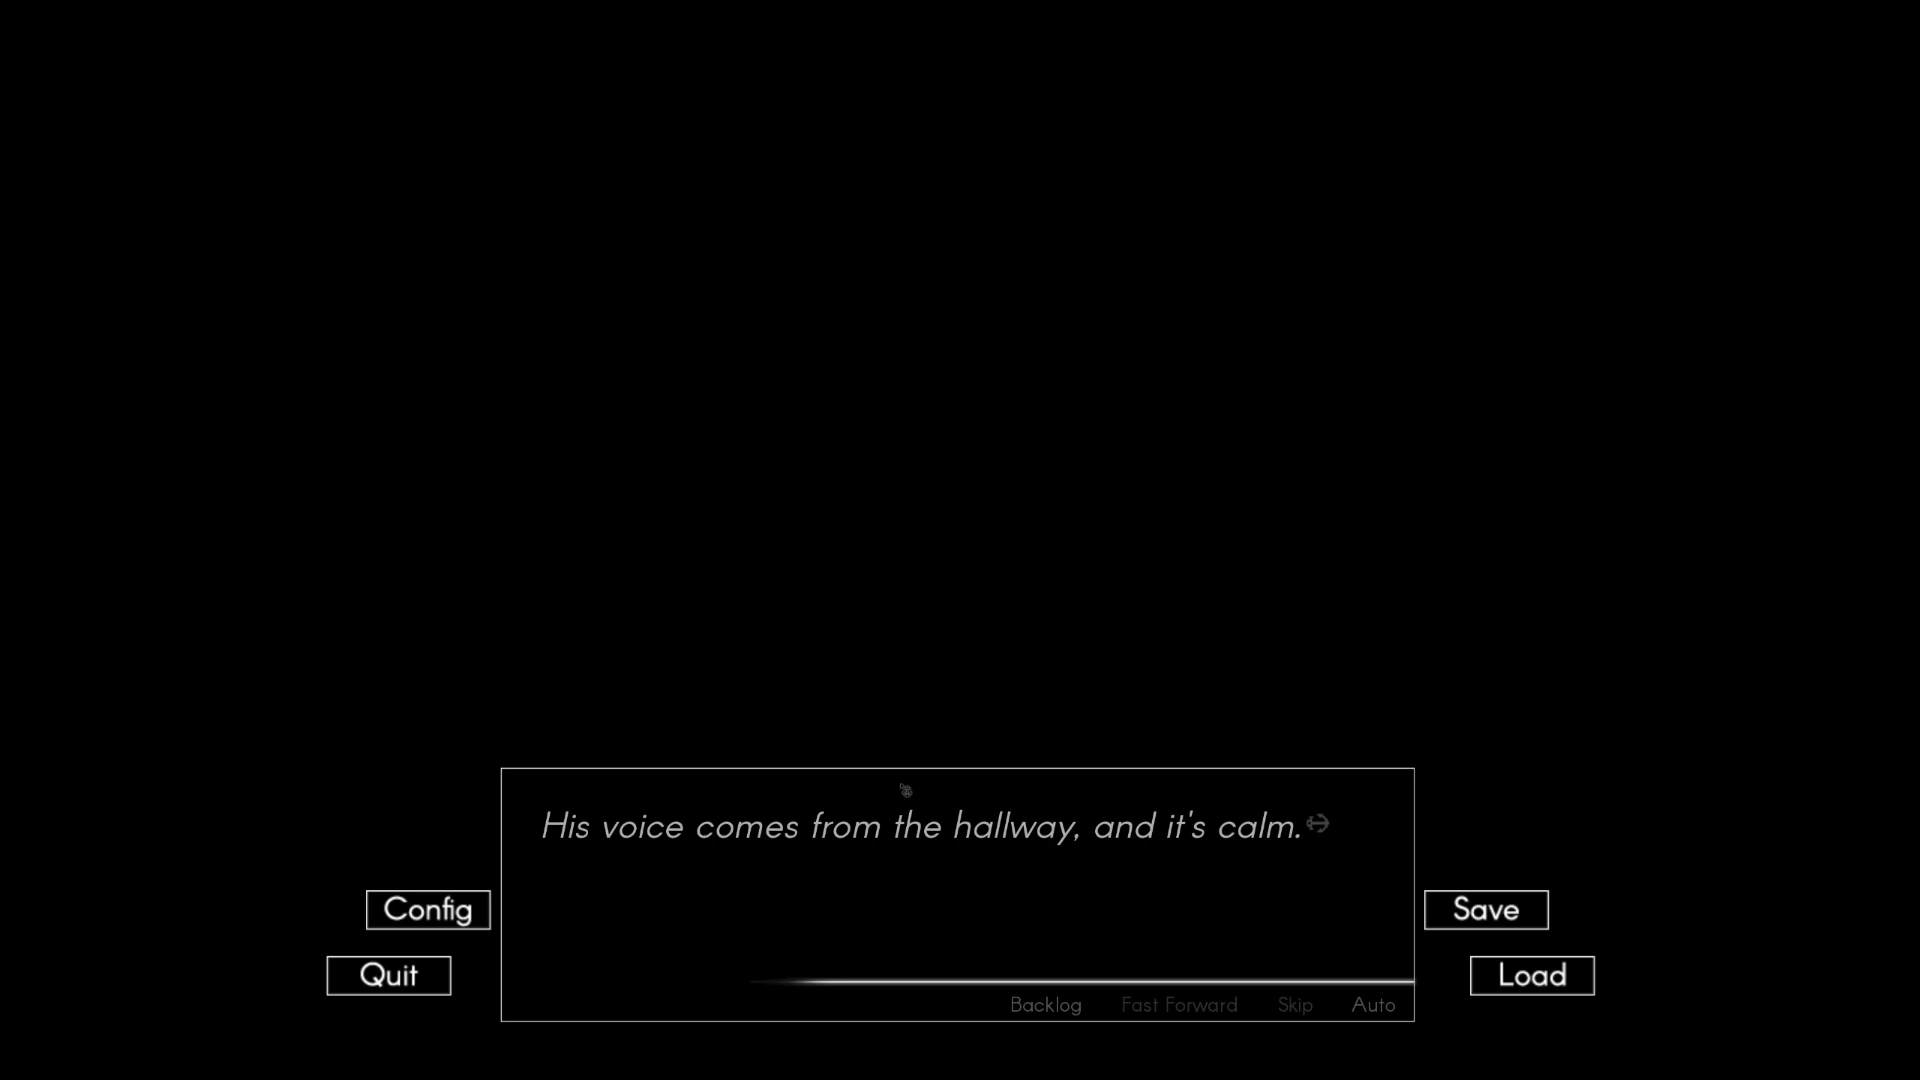 His voice comes from the hallway, and it's calm.
Config
Save
Quit
Load
Backlog Fast Forward Skip Auto